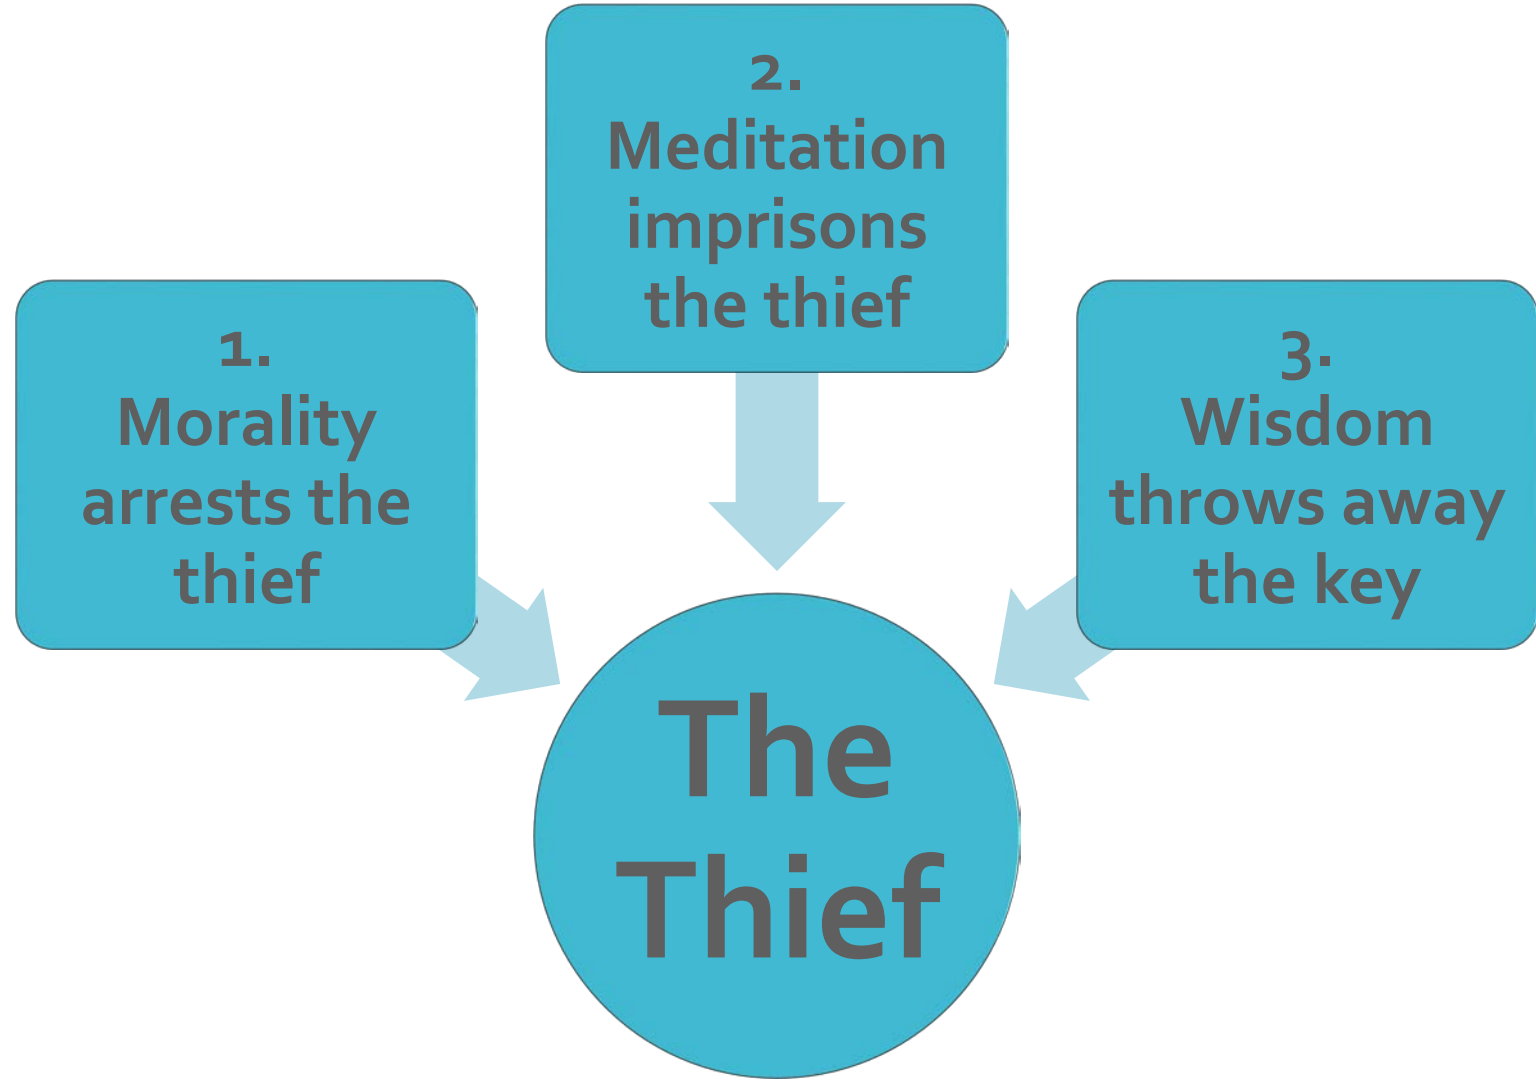 1.
Morality
arrests the
thief
2.
Meditation
imprisons
the thief
3.
Wisdom
throws away
the key
The
Thief